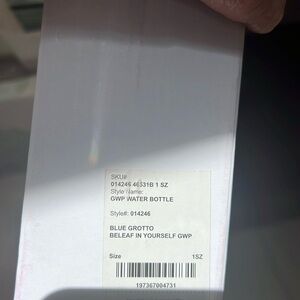 SKU#
014246 46331B 1 SZ
Style Name:
GWP WATER BOTTLE
Style#: 014246
BLUE GROTTO
BELEAF IN YOURSELF GWP
Size 1SZ
197367004731